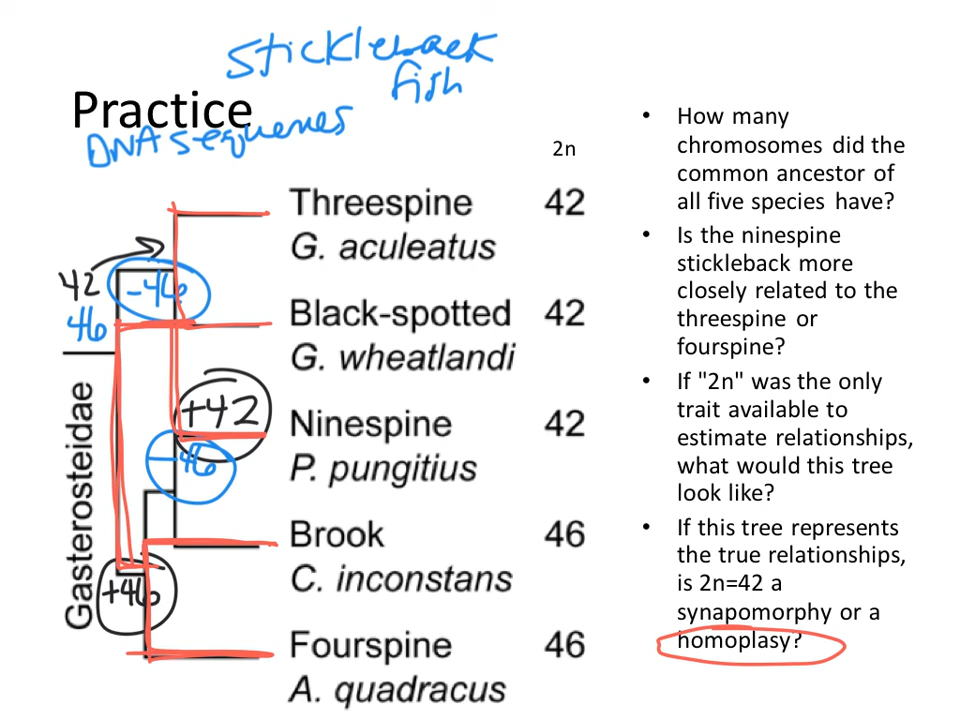 Stickleback
fish
Practice
DNA sequences
2n
Threespine 42
G. aculeatus
42
-46
46
Black-spotted 42
G. wheatlandi
Gasterosteidae
+42
Ninespine 42
-46
P. pungitius
Brook 46
C. inconstans
+46
Fourspine 46
A. quadracus
• How many
chromosomes did the
common ancestor of
all five species have?
• Is the ninespine
stickleback more
closely related to the
threespine or
fourspine?
• If "2n" was the only
trait available to
estimate relationships,
what would this tree
look like?
• If this tree represents
the true relationships,
is 2n=42 a
synapomorphy or a
homoplasy?